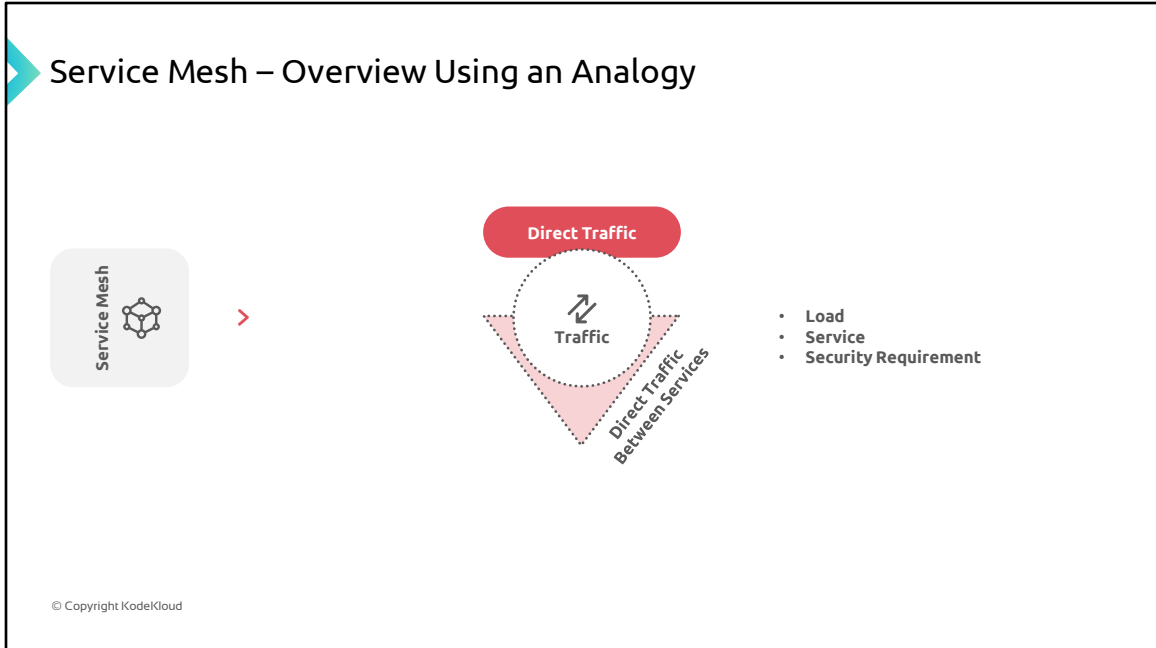 Service Mesh – Overview Using an Analogy
Service Mesh
Direct Traffic
Traffic
Direct Traffic
Between Services
• Load
• Service
• Security Requirement
© Copyright KodeKloud